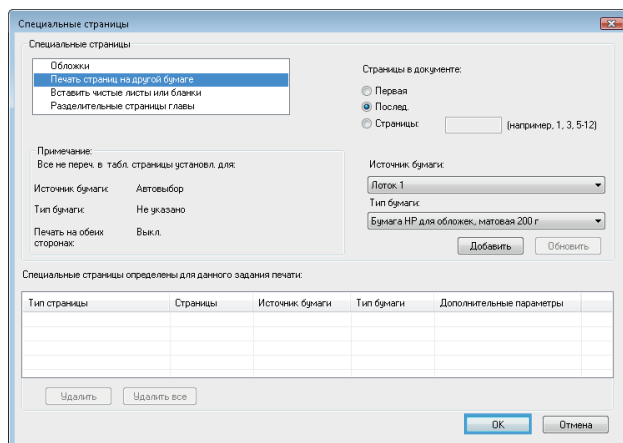 Специальные страницы
Специальные страницы
Обложки
Печать страниц на другой бумаге
Вставить чистые листы или бланки
Разделительные страницы главы
Страницы в документе:
Первая
Послед.
Страницы: (например, 1, 3, 5-12)
Примечание:
Все не переч. в табл. страницы установл. для:
Источник бумаги: Автовыбор
Тип бумаги: Не указано
Печать на обеих сторонах: Выкл.
Источник бумаги:
Лоток 1
Тип бумаги:
Бумага HP для обложек, матовая 200 г
Добавить Обновить
Специальные страницы определены для данного задания печати:
Тип страницы Страницы Источник бумаги Тип бумаги Дополнительные параметры
Удалить Удалить все
OK Отмена